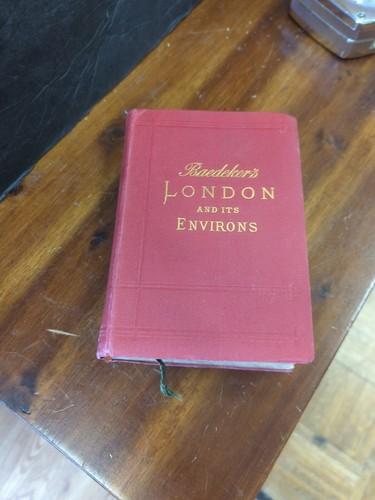 Baedeker's
LONDON
AND ITS
ENVIRONS